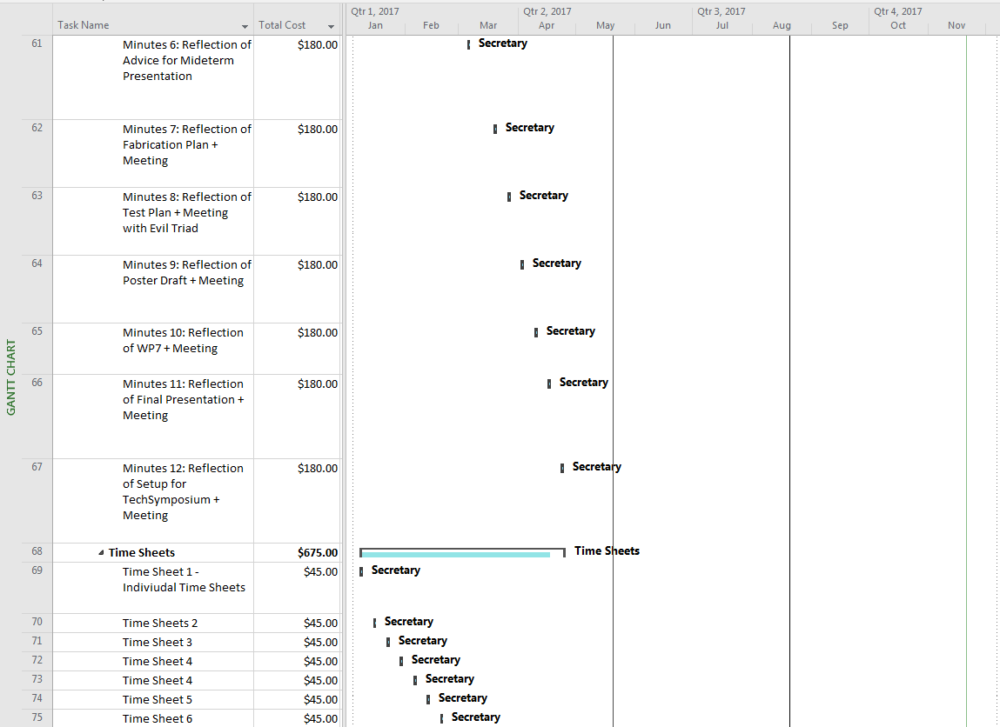 Qtr 1, 2017 Qtr 2, 2017 Qtr 3, 2017 Qtr 4, 2017
Task Name Total Cost Jan Feb Mar Apr May Jun Jul Aug Sep Oct Nov
GANTT CHART
61 Minutes 6: Reflection of $180.00 Secretary
Advice for Mideterm
Presentation
62 Minutes 7: Reflection of $180.00 Secretary
Fabrication Plan +
Meeting
63 Minutes 8: Reflection of $180.00 Secretary
Test Plan + Meeting
with Evil Triad
64 Minutes 9: Reflection of $180.00 Secretary
Poster Draft + Meeting
65 Minutes 10: Reflection $180.00 Secretary
of WP7 + Meeting
66 Minutes 11: Reflection $180.00 Secretary
of Final Presentation +
Meeting
67 Minutes 12: Reflection $180.00 Secretary
of Setup for
TechSymposium +
Meeting
68 Time Sheets $675.00 Time Sheets
69 Time Sheet 1 - $45.00 Secretary
Indiviudal Time Sheets
70 Time Sheets 2 $45.00 Secretary
71 Time Sheet 3 $45.00 Secretary
72 Time Sheet 4 $45.00 Secretary
73 Time Sheet 4 $45.00 Secretary
74 Time Sheet 5 $45.00 Secretary
75 Time Sheet 6 $45.00 Secretary